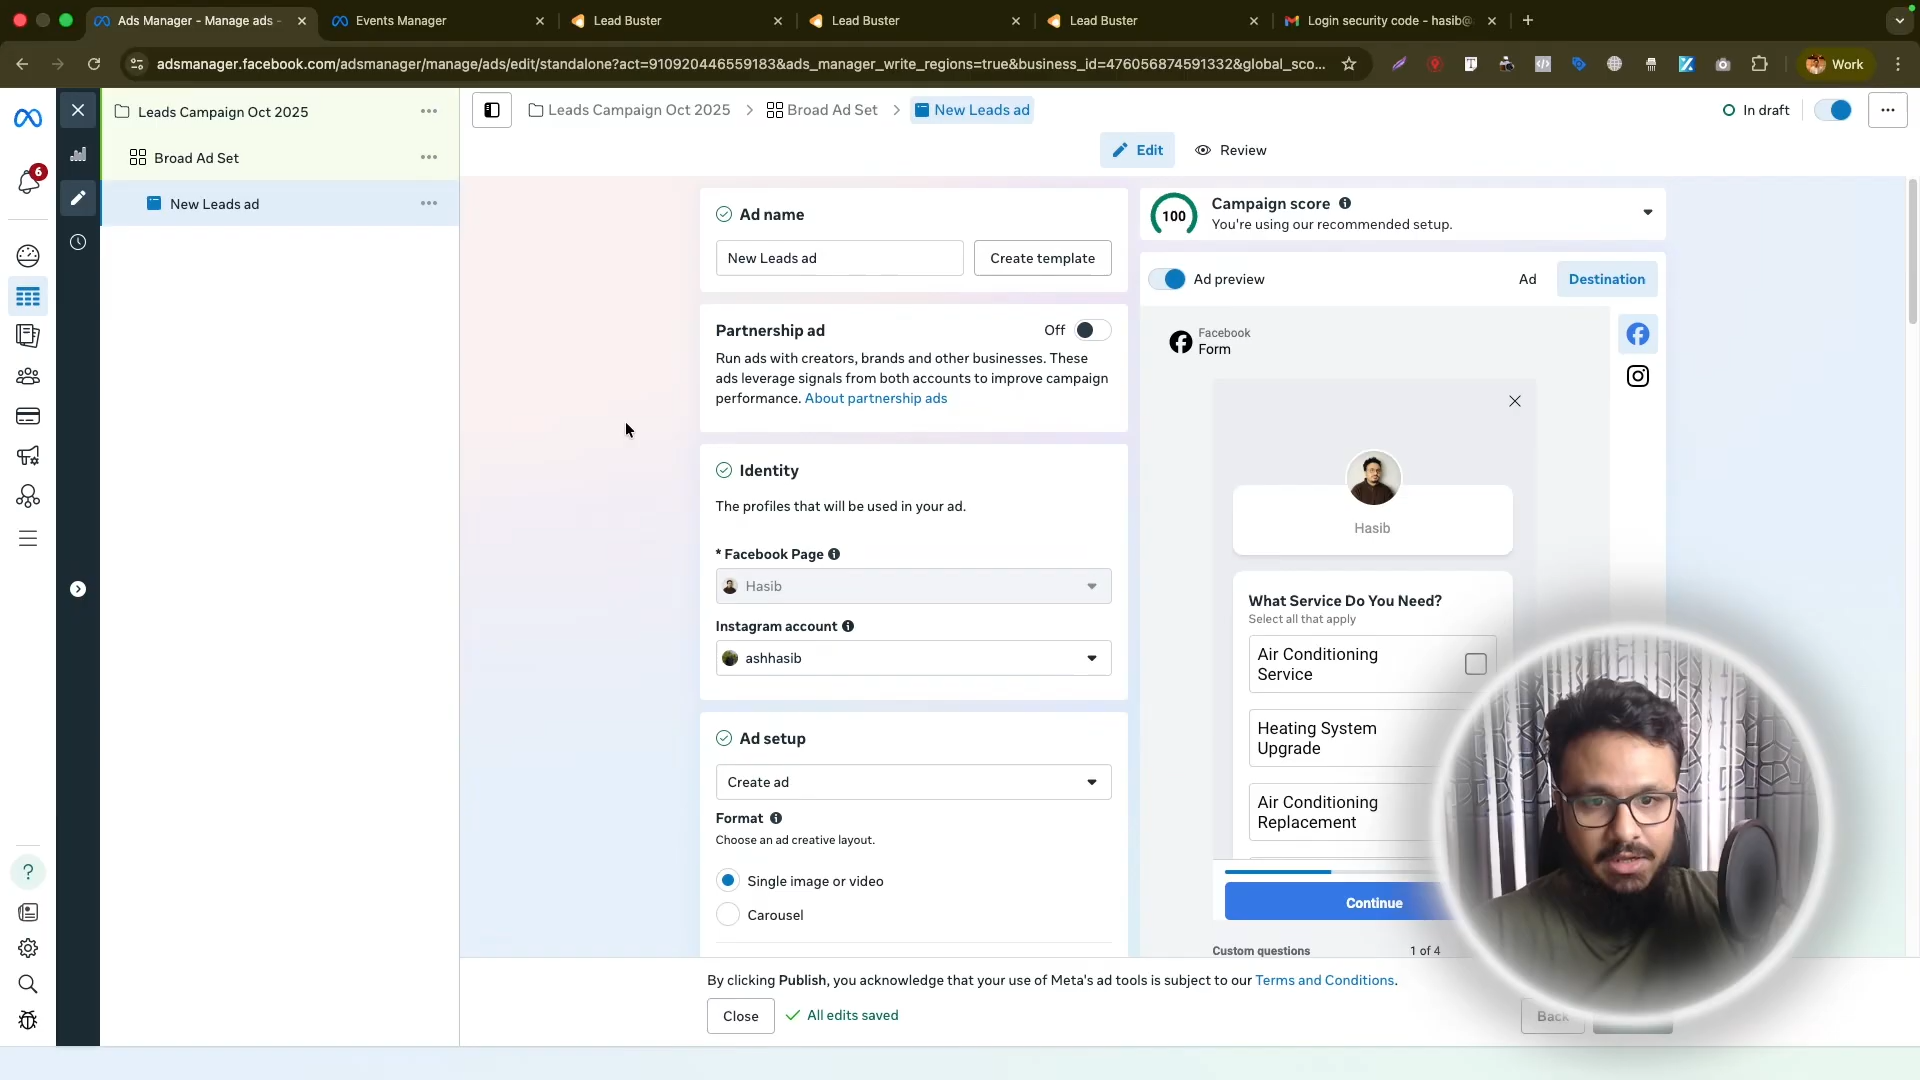 Ads Manager - Manage ads -
Events Manager
Lead Buster
Lead Buster
Lead Buster
Login security code - hasib@
adsmanager.facebook.com/adsmanager/manage/ads/edit/standalone?act=910920446559183&ads_manager_write_regions=true&business_id=476056874591332&global_sco...
Work
6
Leads Campaign Oct 2025
Broad Ad Set
New Leads ad
Leads Campaign Oct 2025
Broad Ad Set
New Leads ad
In draft
Edit
Review
Ad name
New Leads ad
Create template
Partnership ad
Off
Run ads with creators, brands and other businesses. These
ads leverage signals from both accounts to improve campaign
performance. About partnership ads
Identity
The profiles that will be used in your ad.
* Facebook Page
Hasib
Instagram account
ashhasib
Ad setup
Create ad
Format
Choose an ad creative layout.
Single image or video
Carousel
100
Campaign score
You're using our recommended setup.
Ad preview
Ad
Destination
Facebook
Form
Hasib
What Service Do You Need?
Select all that apply
Air Conditioning
Service
Heating System
Upgrade
Air Conditioning
Replacement
Continue
Custom questions
1 of 4
By clicking Publish, you acknowledge that your use of Meta's ad tools is subject to our Terms and Conditions.
Close
All edits saved
Back